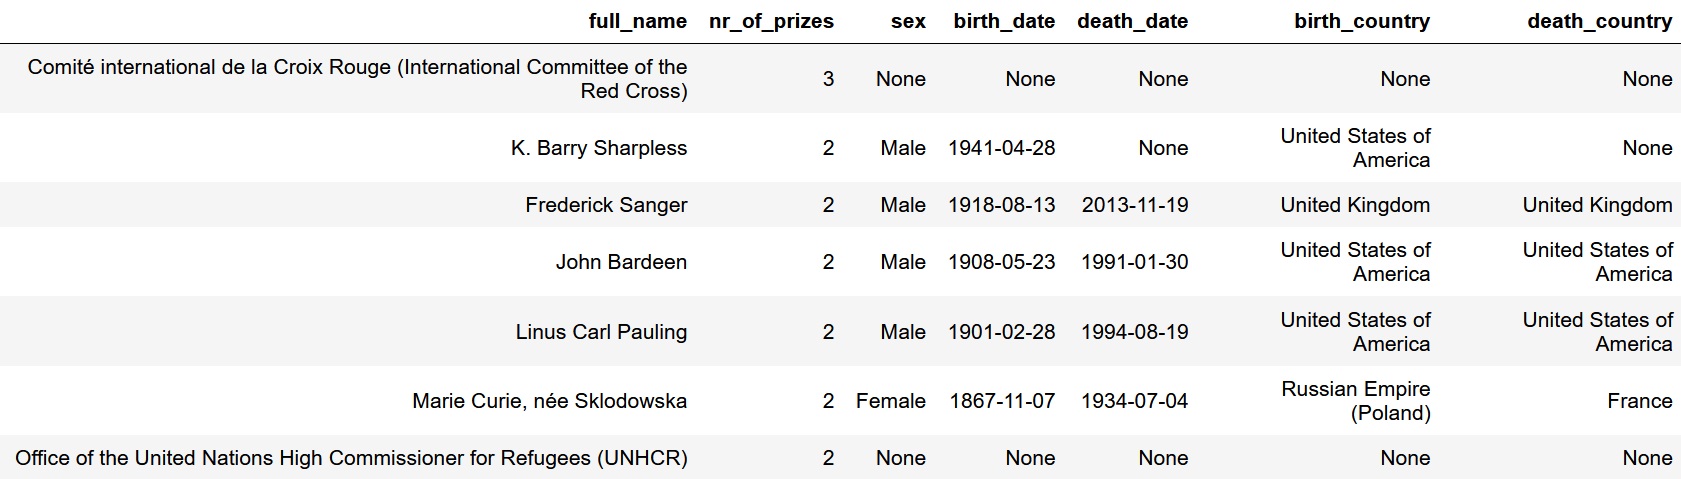 full_name nr_of_prizes sex birth_date death_date birth_country death_country
Comité international de la Croix Rouge (International Committee of the
Red Cross) 3 None None None None None
K. Barry Sharpless 2 Male 1941-04-28 None United States of
America None
Frederick Sanger 2 Male 1918-08-13 2013-11-19 United Kingdom United Kingdom
John Bardeen 2 Male 1908-05-23 1991-01-30 United States of
America United States of
America
Linus Carl Pauling 2 Male 1901-02-28 1994-08-19 United States of
America United States of
America
Marie Curie, née Sklodowska 2 Female 1867-11-07 1934-07-04 Russian Empire
(Poland) France
Office of the United Nations High Commissioner for Refugees (UNHCR) 2 None None None None None